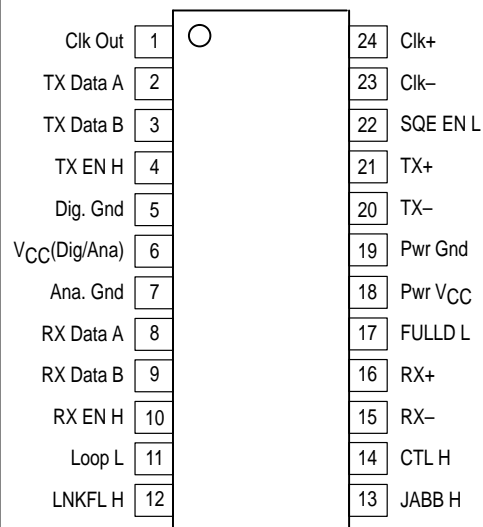 Clk Out 1 24 Clk+
TX Data A 2 23 Clk–
TX Data B 3 22 SQE EN L
TX EN H 4 21 TX+
Dig. Gnd 5 20 TX–
VCC(Dig/Ana) 6 19 Pwr Gnd
Ana. Gnd 7 18 Pwr VCC
RX Data A 8 17 FULLD L
RX Data B 9 16 RX+
RX EN H 10 15 RX–
Loop L 11 14 CTL H
LNKFL H 12 13 JABB H